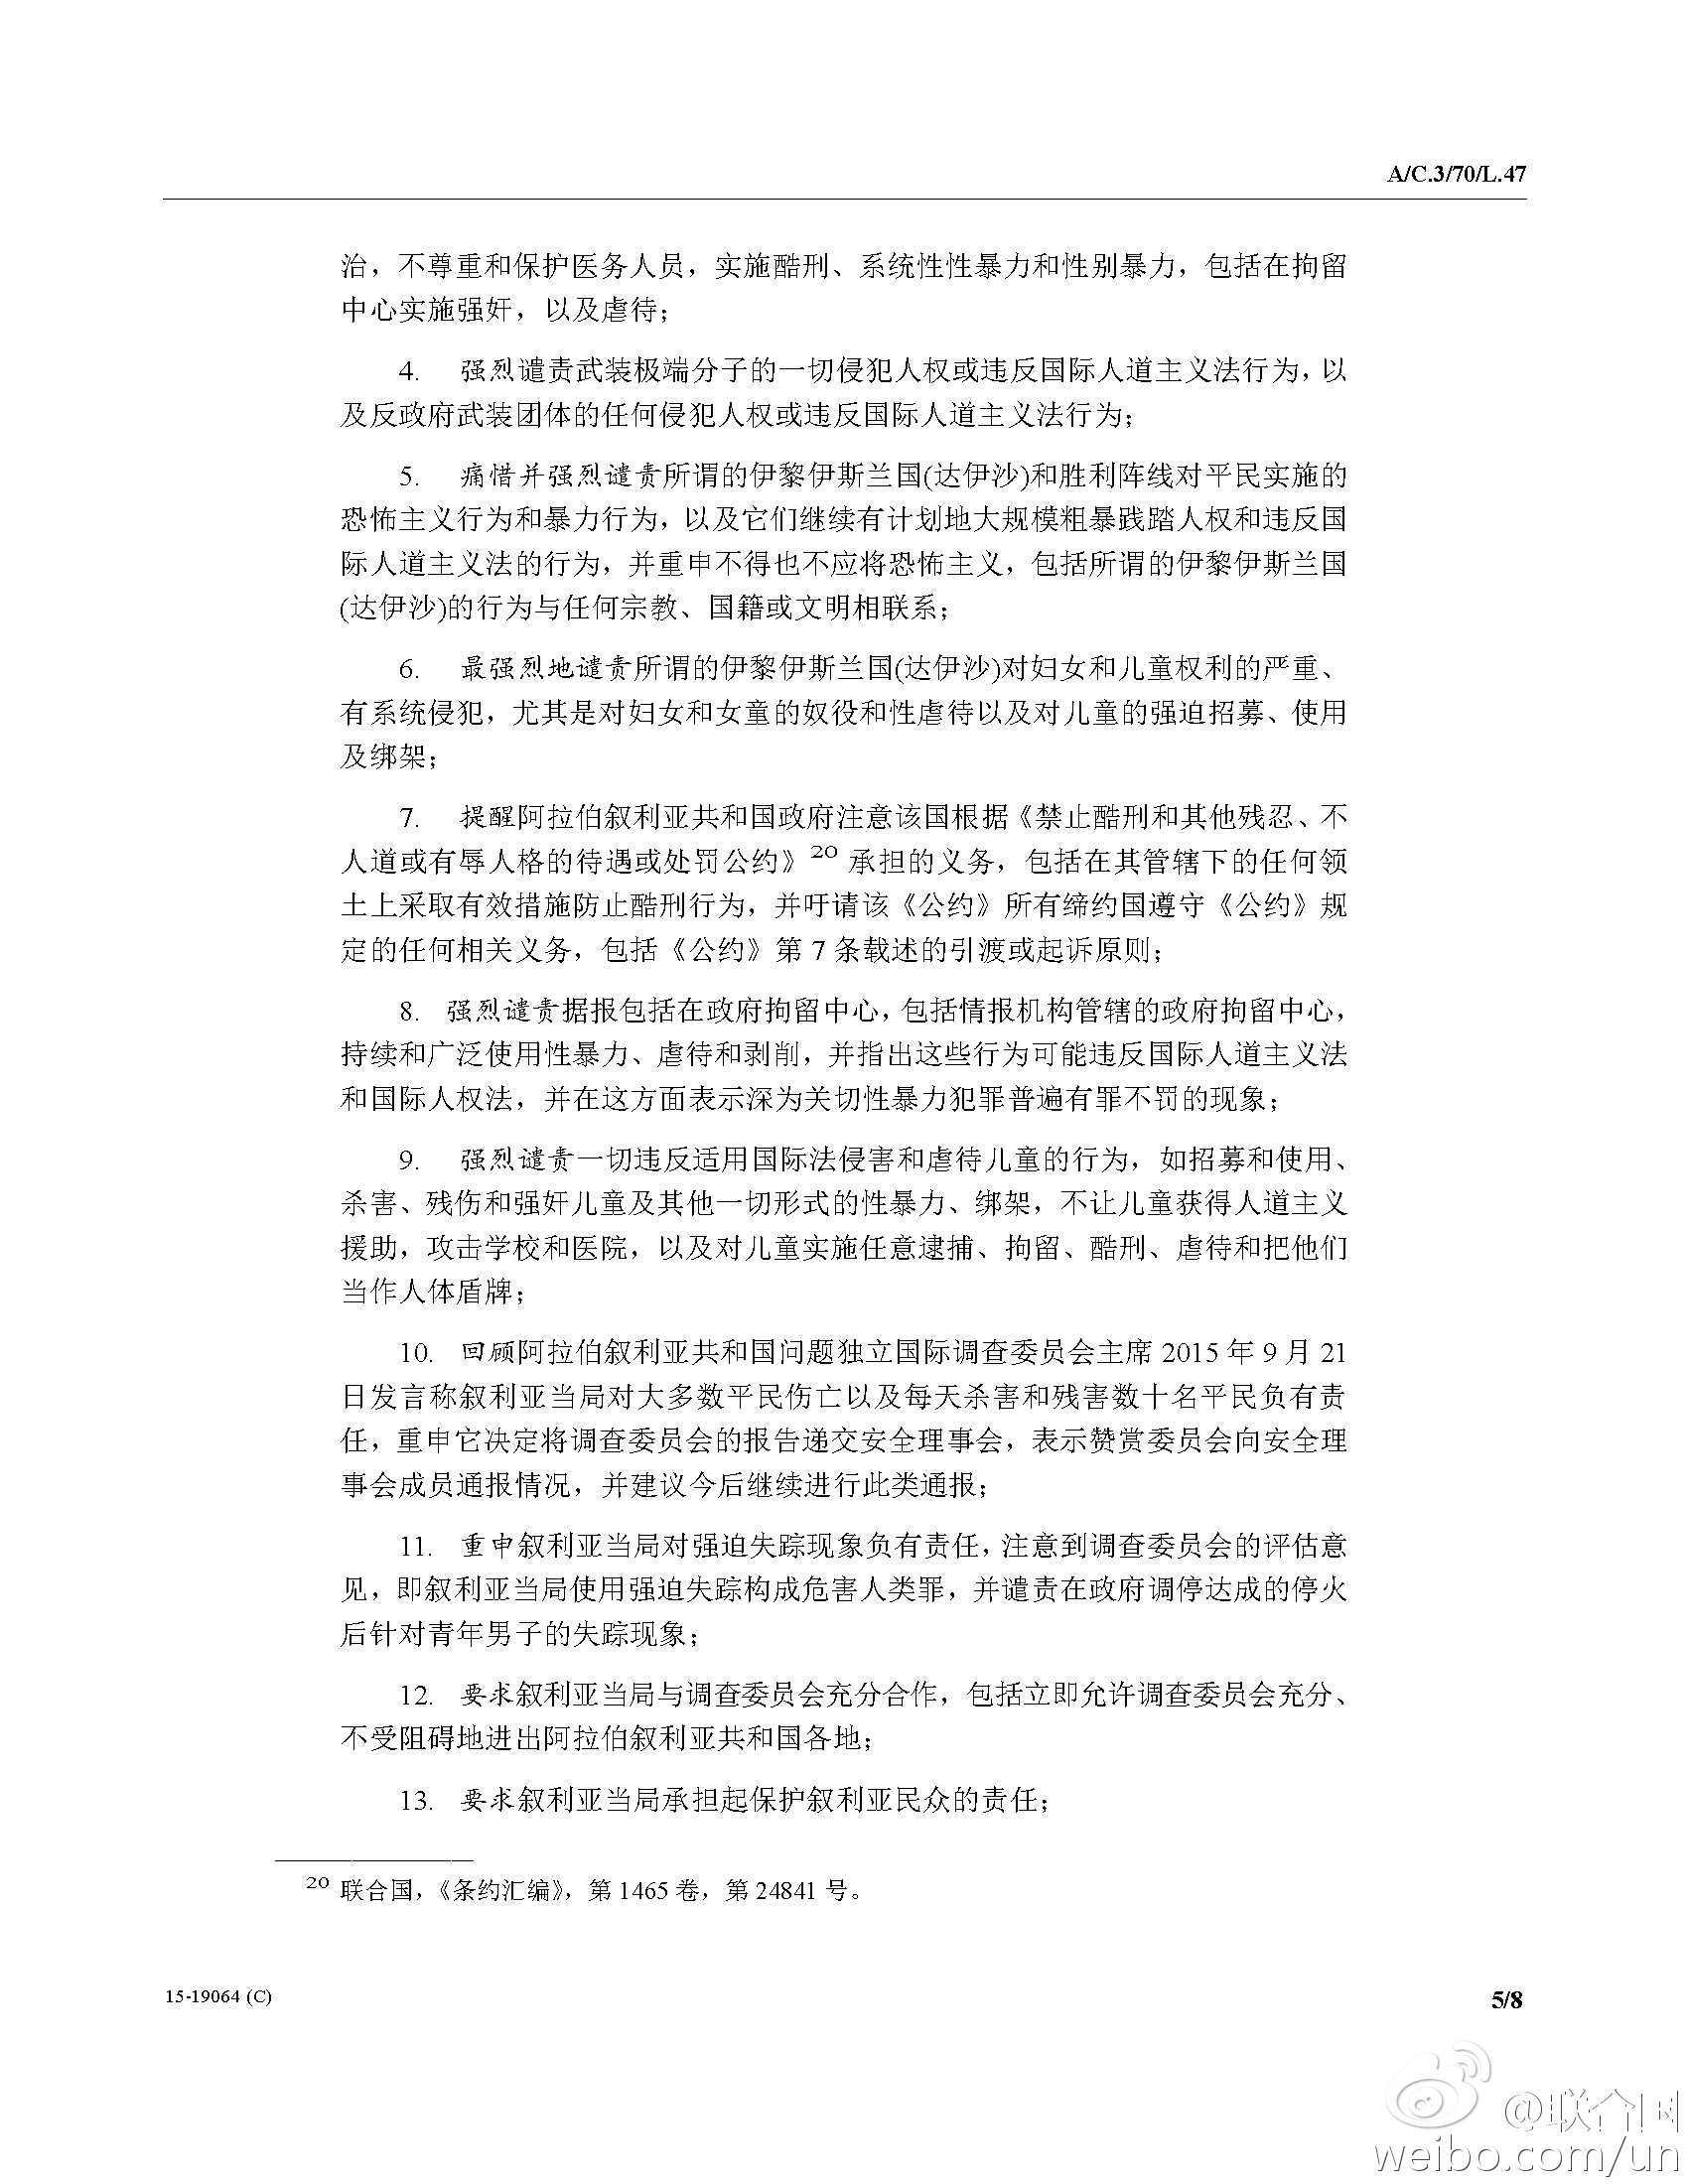 A/C.3/70/L.47
治，不尊重和保护医务人员，实施酷刑、系统性性暴力和性别暴力，包括在拘留
中心实施强奸，以及虐待；
4. 强烈谴责武装极端分子的一切侵犯人权或违反国际人道主义法行为，以
及反政府武装团体的任何侵犯人权或违反国际人道主义法行为；
5. 痛惜并强烈谴责所谓的伊黎伊斯兰国(达伊沙)和胜利阵线对平民实施的
恐怖主义行为和暴力行为，以及它们继续有计划地大规模粗暴践踏人权和违反国
际人道主义法的行为，并重申不得也不应将恐怖主义，包括所谓的伊黎伊斯兰国
(达伊沙)的行为与任何宗教、国籍或文明相联系；
6. 最强烈地谴责所谓的伊黎伊斯兰国(达伊沙)对妇女和儿童权利的严重、
有系统侵犯，尤其是对妇女和女童的奴役和性虐待以及对儿童的强迫招募、使用
及绑架；
7. 提醒阿拉伯叙利亚共和国政府注意该国根据《禁止酷刑和其他残忍、不
人道或有辱人格的待遇或处罚公约》20 承担的义务，包括在其管辖下的任何领
土上采取有效措施防止酷刑行为，并吁请该《公约》所有缔约国遵守《公约》规
定的任何相关义务，包括《公约》第 7 条载述的引渡或起诉原则；
8. 强烈谴责据报包括在政府拘留中心，包括情报机构管辖的政府拘留中心，
持续和广泛使用性暴力、虐待和剥削，并指出这些行为可能违反国际人道主义法
和国际人权法，并在这方面表示深为关切性暴力犯罪普遍有罪不罚的现象；
9. 强烈谴责一切违反适用国际法侵害和虐待儿童的行为，如招募和使用、
杀害、残伤和强奸儿童及其他一切形式的性暴力、绑架，不让儿童获得人道主义
援助，攻击学校和医院，以及对儿童实施任意逮捕、拘留、酷刑、虐待和把他们
当作人体盾牌；
10. 回顾阿拉伯叙利亚共和国问题独立国际调查委员会主席 2015 年 9 月 21
日发言称叙利亚当局对大多数平民伤亡以及每天杀害和残害数十名平民负有责
任，重申它决定将调查委员会的报告递交安全理事会，表示赞赏委员会向安全理
事会成员通报情况，并建议今后继续进行此类通报；
11. 重申叙利亚当局对强迫失踪现象负有责任，注意到调查委员会的评估意
见，即叙利亚当局使用强迫失踪构成危害人类罪，并谴责在政府调停达成的停火
后针对青年男子的失踪现象；
12. 要求叙利亚当局与调查委员会充分合作，包括立即允许调查委员会充分、
不受阻碍地进出阿拉伯叙利亚共和国各地；
13. 要求叙利亚当局承担起保护叙利亚民众的责任；
20 联合国，《条约汇编》，第 1465 卷，第 24841 号。
15-19064 (C)
5/8
@联合国
weibo.com/un